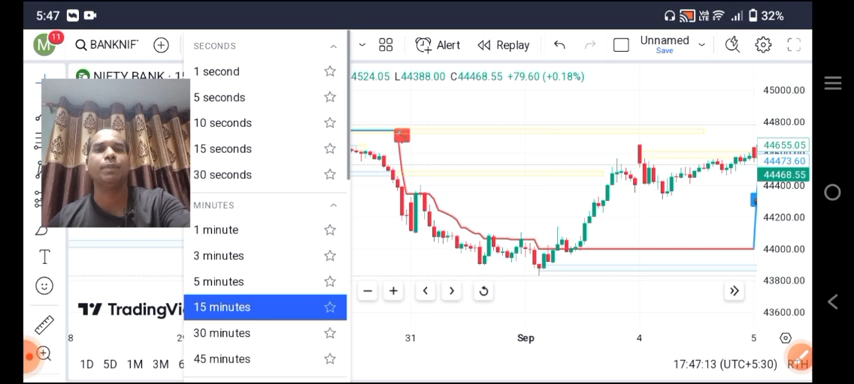 5:47
32%
M
11
BANKNIF
Alert
Replay
Unnamed
Save
NIFTY BANK
4524.05 L44388.00 C44468.55 +79.60 (+0.18%)
SECONDS
1 second
5 seconds
10 seconds
15 seconds
30 seconds
MINUTES
1 minute
3 minutes
5 minutes
15 minutes
30 minutes
45 minutes
45000.00
44800.00
44655.05
44473.60
44468.55
44400.00
44200.00
44000.00
43800.00
43600.00
TradingVi
8
31
Sep
4
5
1D 5D 1M 3M 6
17:47:13 (UTC+5:30)
RTH